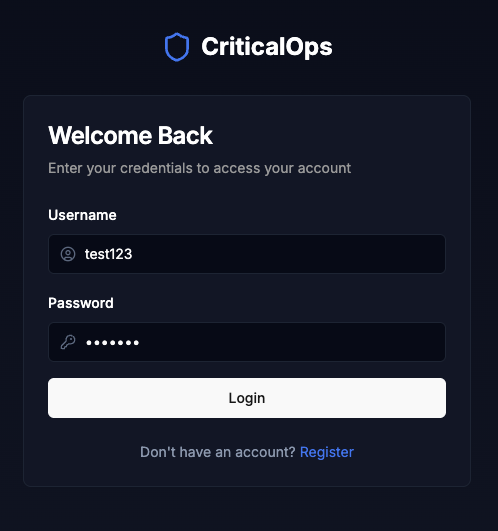 CriticalOps
Welcome Back
Enter your credentials to access your account
Username
test123
Password
•••••••
Login
Don't have an account? Register